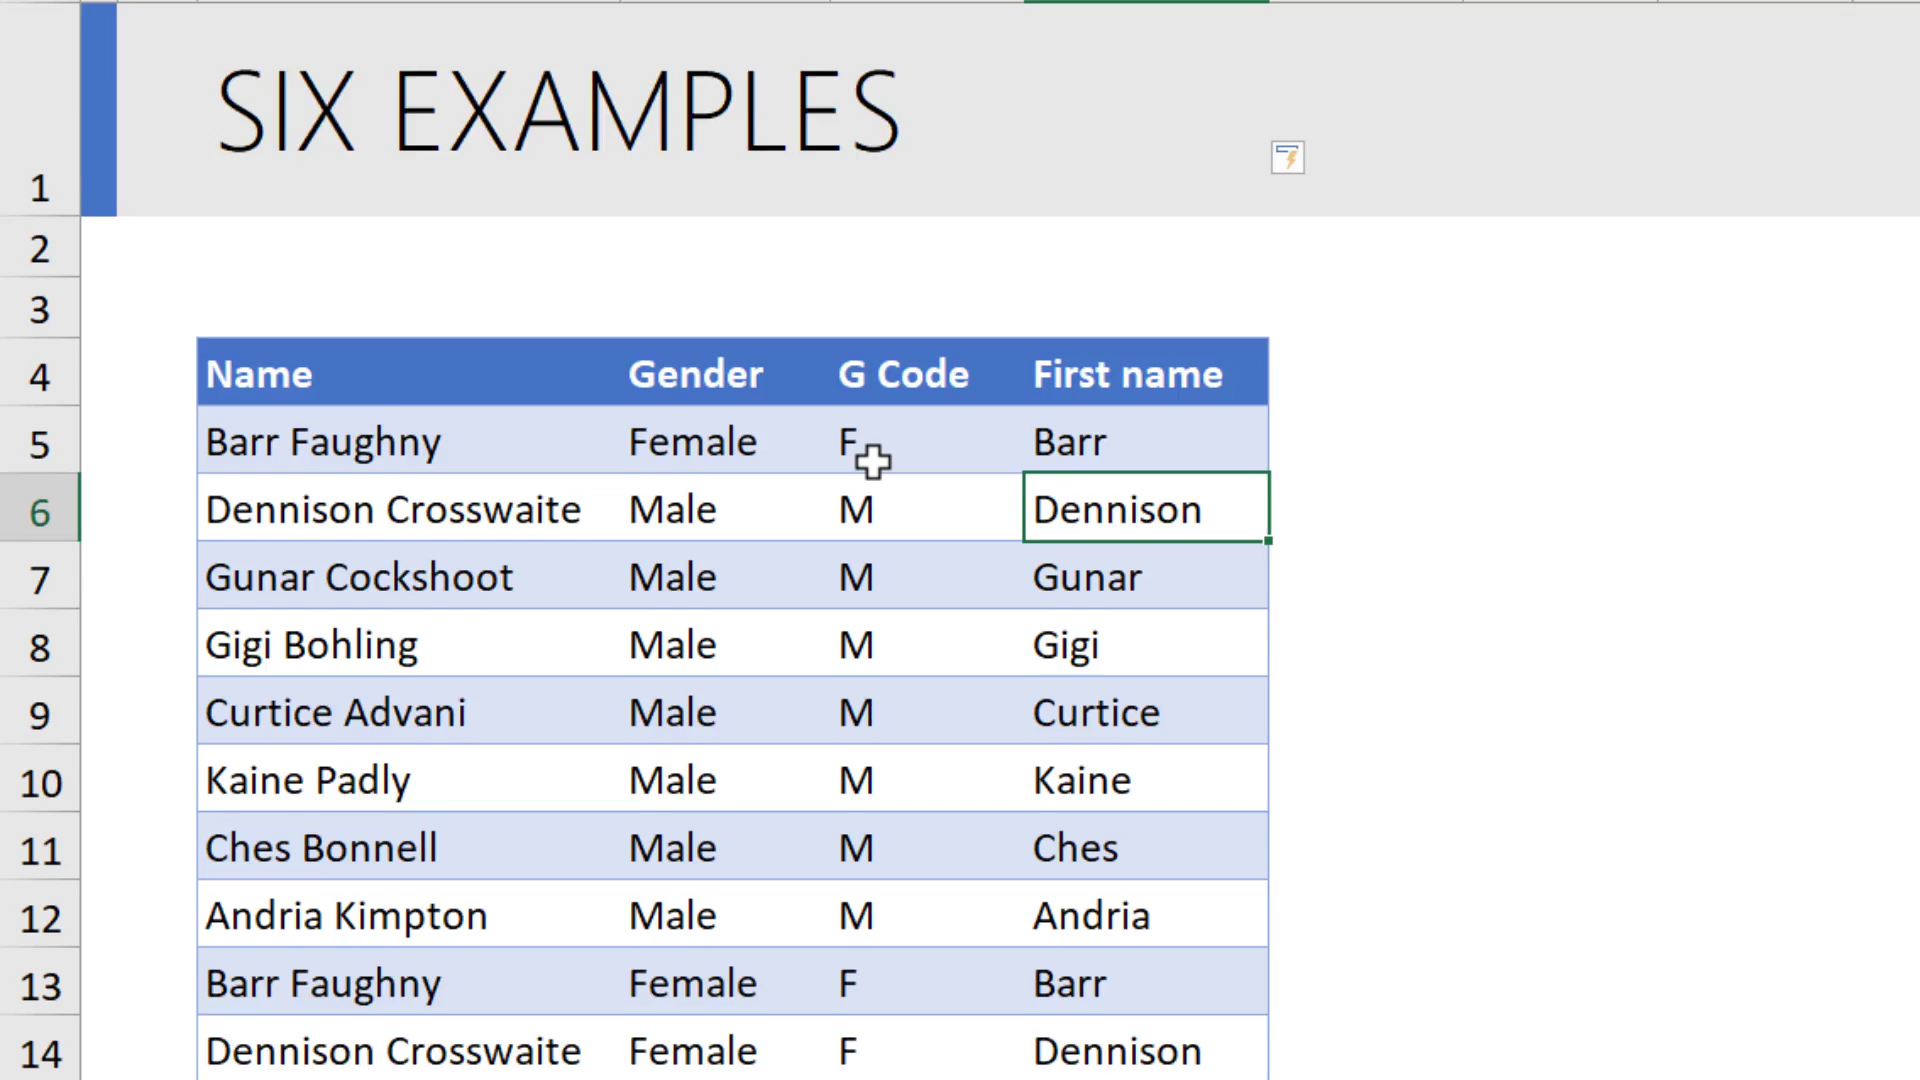 SIX EXAMPLES
1
2
3
4 Name Gender G Code First name
5 Barr Faughny Female F Barr
6 Dennison Crosswaite Male M Dennison
7 Gunar Cockshoot Male M Gunar
8 Gigi Bohling Male M Gigi
9 Curtice Advani Male M Curtice
10 Kaine Padly Male M Kaine
11 Ches Bonnell Male M Ches
12 Andria Kimpton Male M Andria
13 Barr Faughny Female F Barr
14 Dennison Crosswaite Female F Dennison